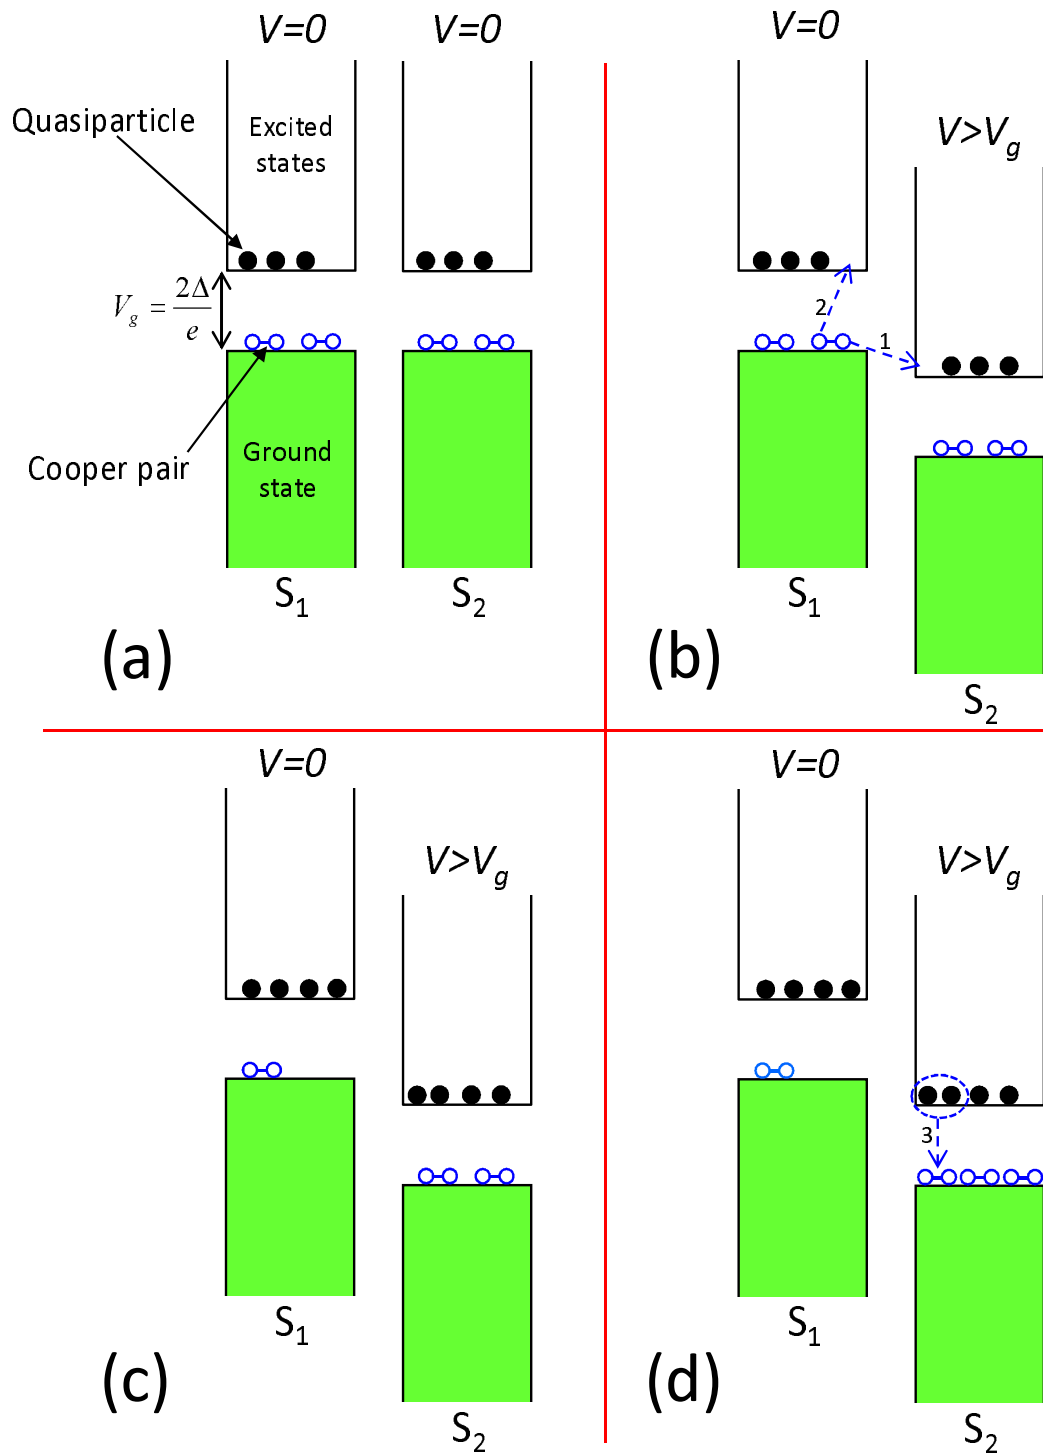 V=0
V=0
Quasiparticle
Excited
states
V_g = 2Δ/e
Cooper pair
Ground
state
S₁
S₂
(a)
V=0
V>V_g
2
1
S₁
S₂
(b)
V=0
V>V_g
S₁
S₂
(c)
V=0
V>V_g
3
S₁
S₂
(d)